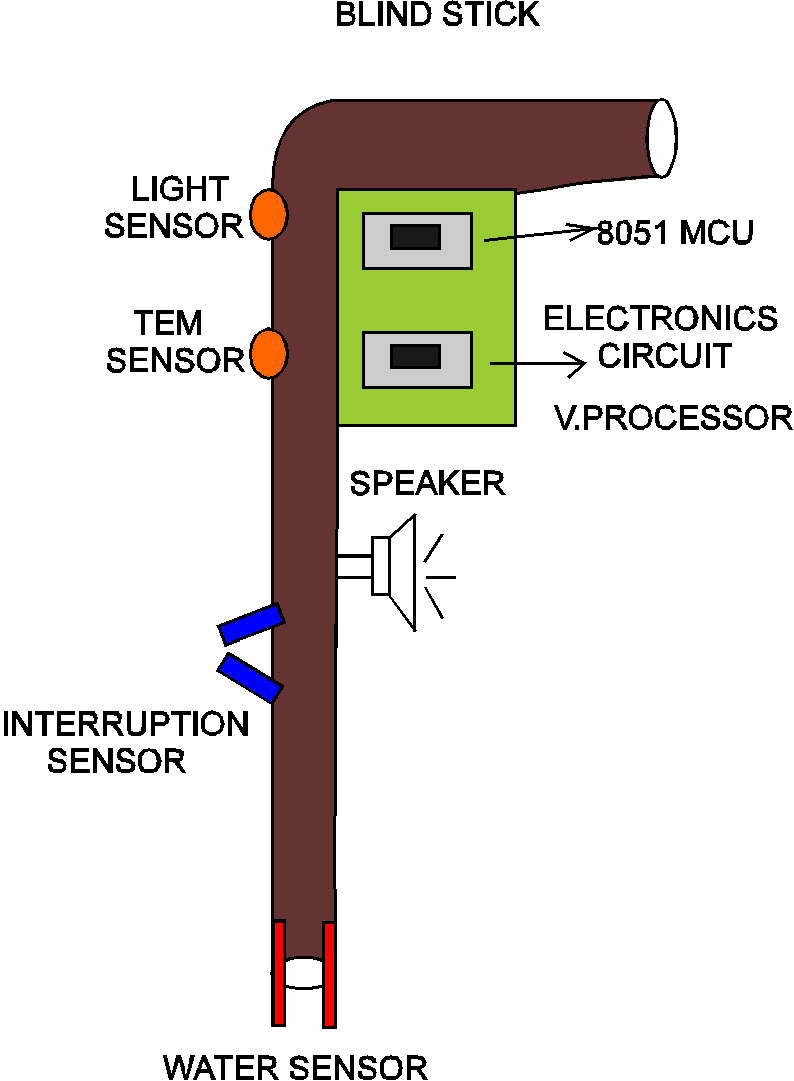 BLIND STICK
LIGHT
SENSOR
8051 MCU
TEM
SENSOR
ELECTRONICS
CIRCUIT
V.PROCESSOR
SPEAKER
INTERRUPTION
SENSOR
WATER SENSOR